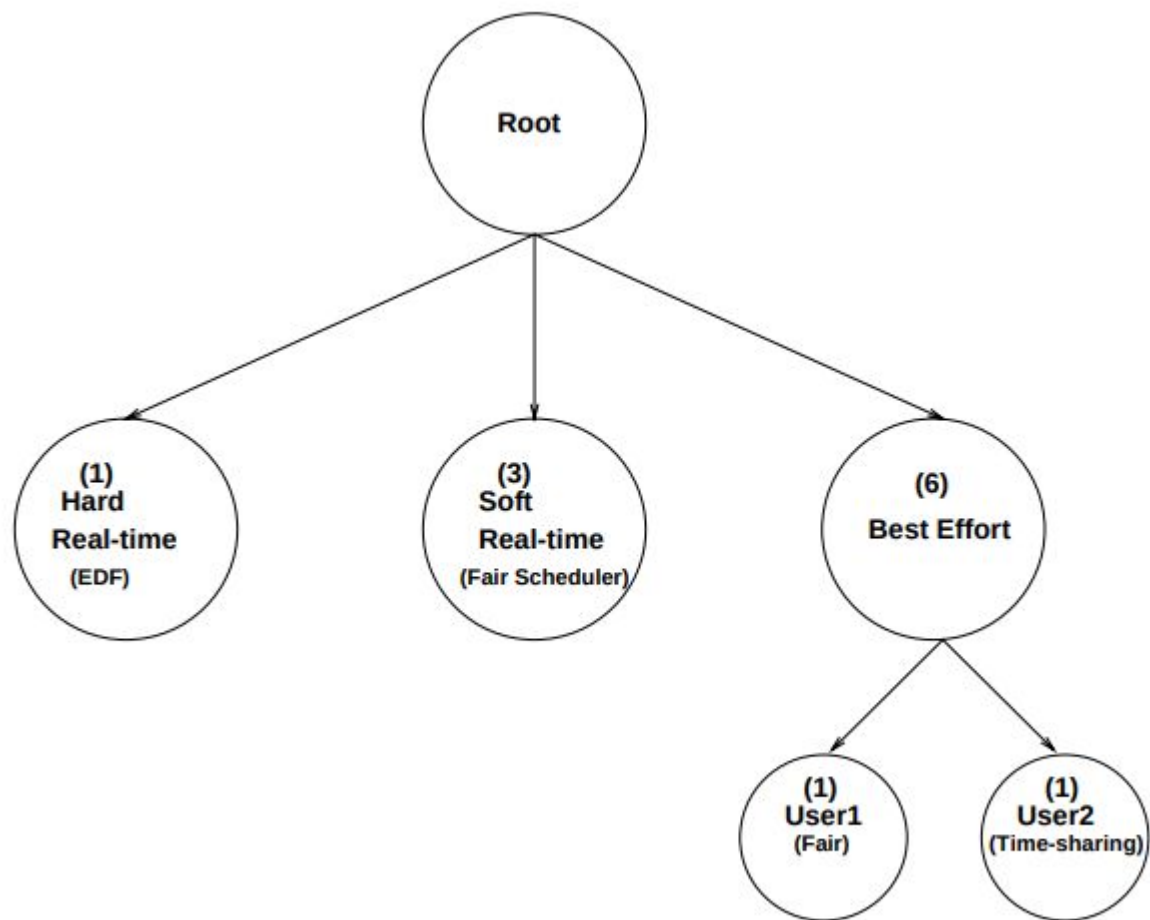 Root
(1)
Hard
Real-time
(EDF)
(3)
Soft
Real-time
(Fair Scheduler)
(6)
Best Effort
(1)
User1
(Fair)
(1)
User2
(Time-sharing)